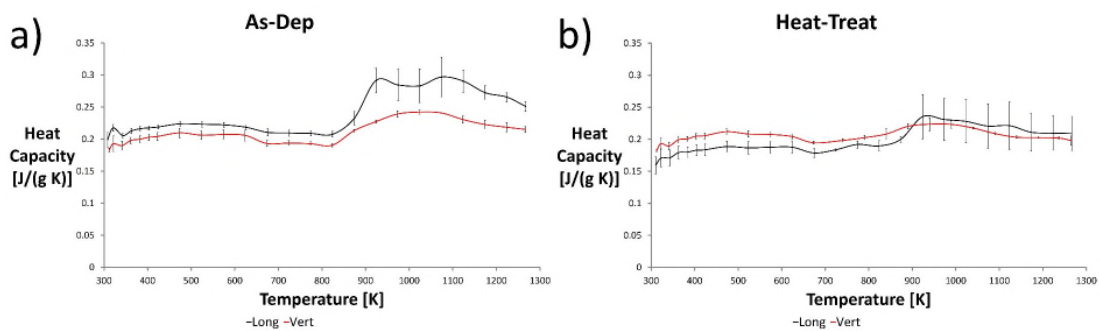 a)
As-Dep
0.35
0.3
0.25
0.2
0.15
0.1
0.05
0
Heat
Capacity
[J/(g K)]
300 400 500 600 700 800 900 1000 1100 1200 1300
Temperature [K]
—Long —Vert
b)
Heat-Treat
0.35
0.3
0.25
0.2
0.15
0.1
0.05
0
Heat
Capacity
[J/(g K)]
300 400 500 600 700 800 900 1000 1100 1200 1300
Temperature [K]
—Long —Vert